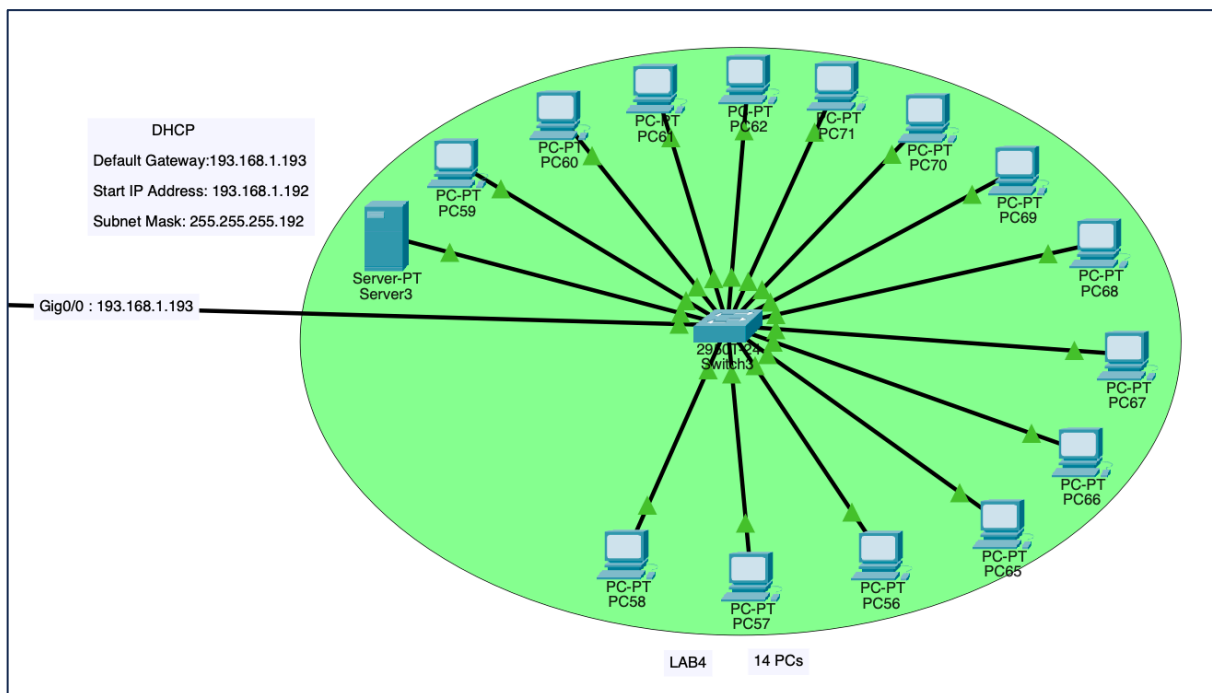 DHCP
Default Gateway:193.168.1.193
Start IP Address: 193.168.1.192
Subnet Mask: 255.255.255.192
Gig0/0 : 193.168.1.193
Server-PT
Server3
PC-PT
PC59
PC-PT
PC60
PC-PT
PC61
PC-PT
PC62
PC-PT
PC71
PC-PT
PC70
PC-PT
PC69
PC-PT
PC68
PC-PT
PC67
PC-PT
PC66
PC-PT
PC65
PC-PT
PC56
PC-PT
PC57
PC-PT
PC58
2950T-24
Switch3
LAB4 14 PCs